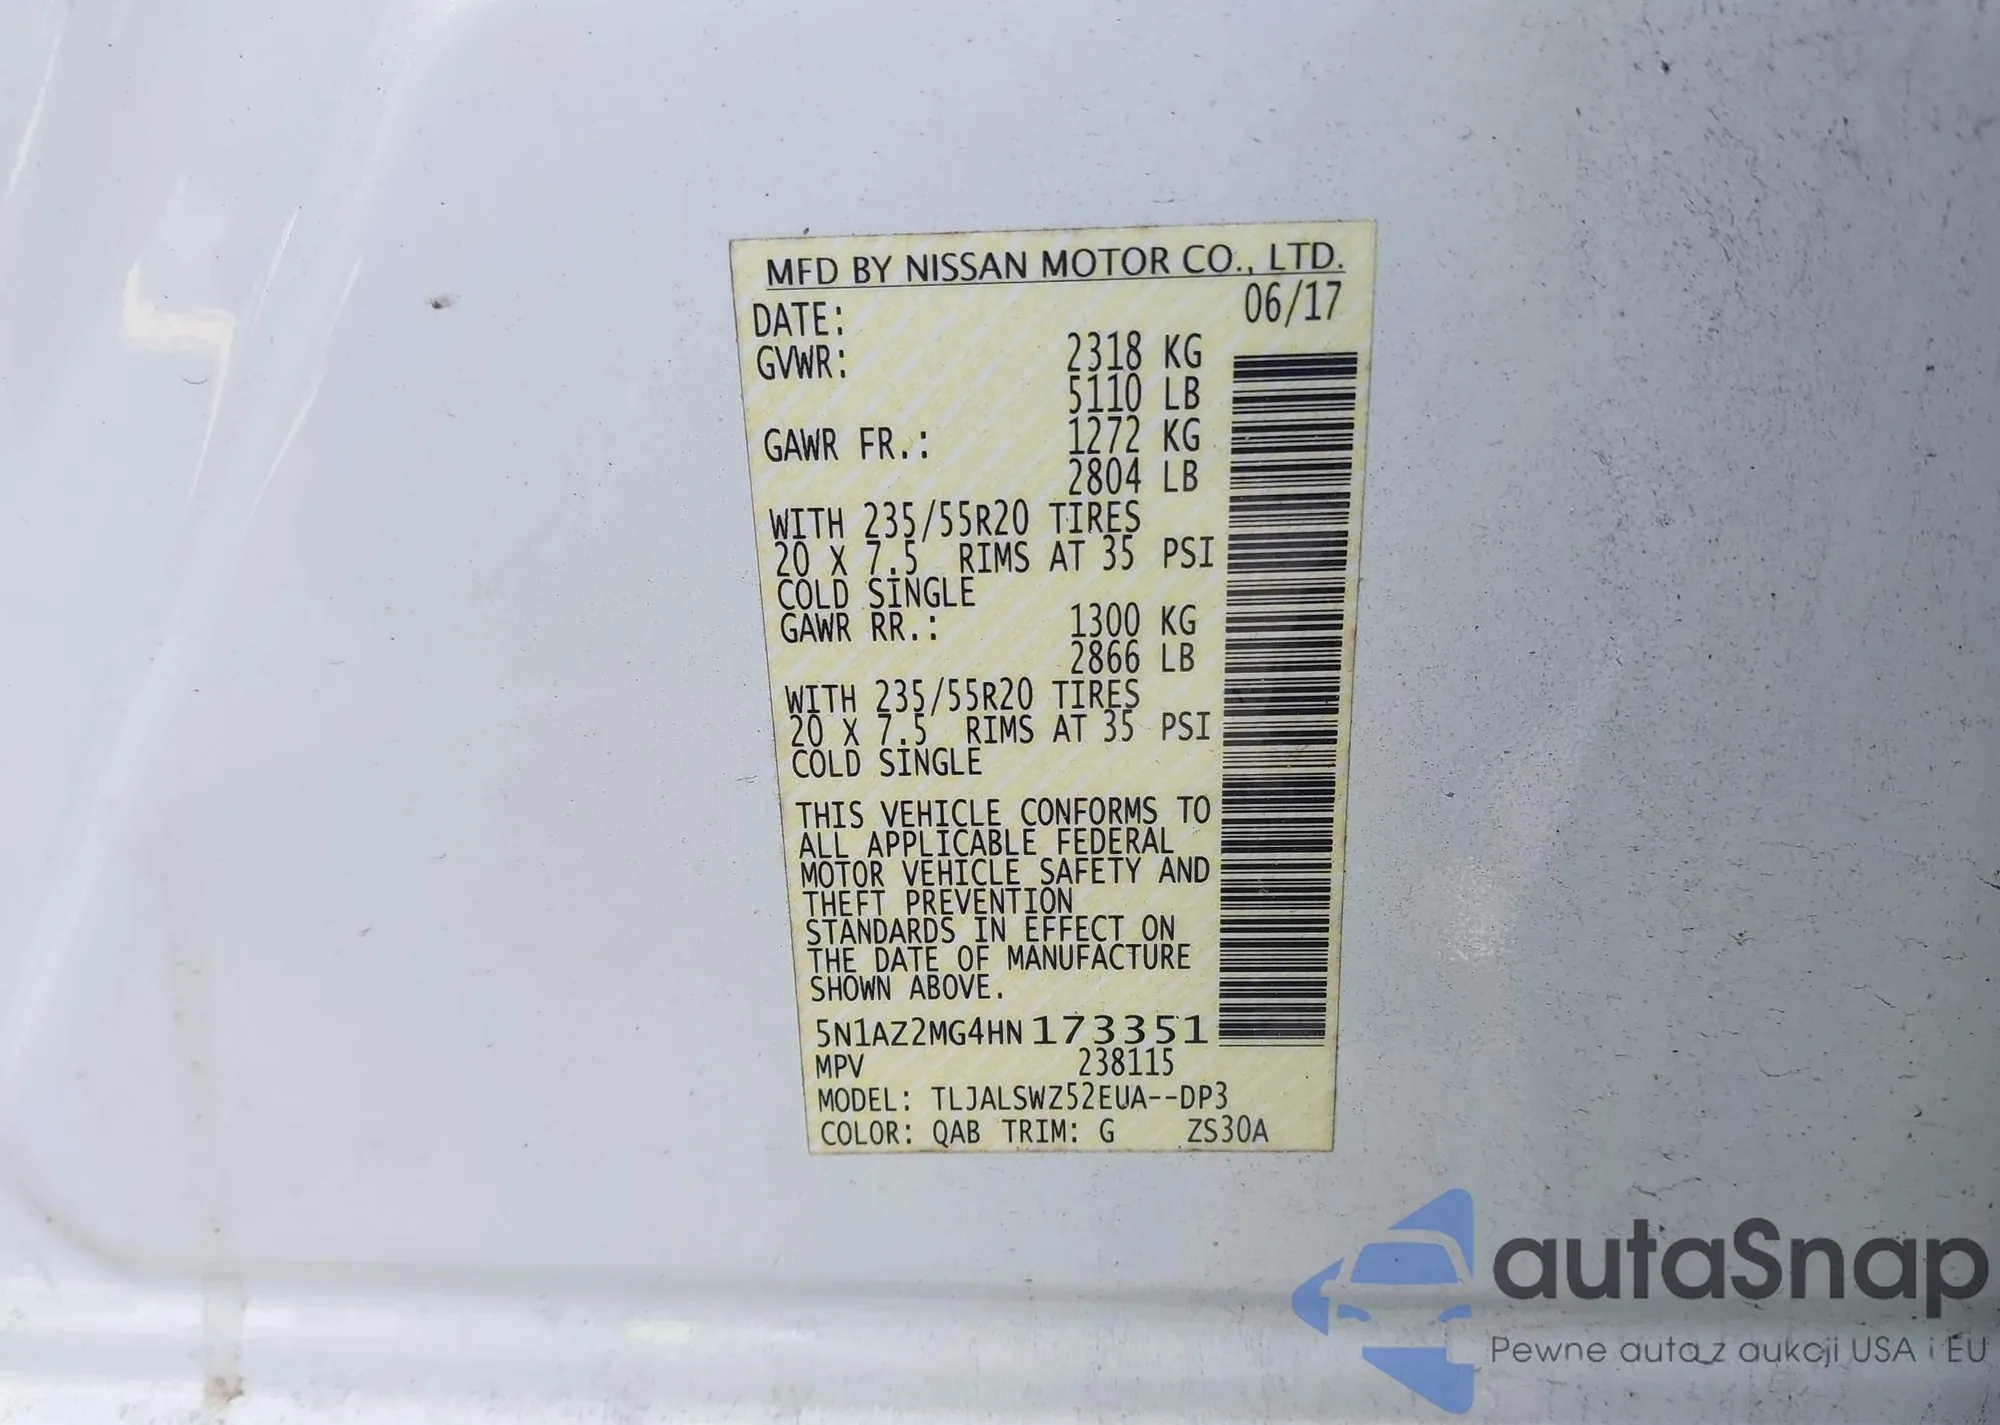 MFD BY NISSAN MOTOR CO., LTD.
DATE: 06/17
GVWR: 2318 KG
5110 LB
GAWR FR.: 1272 KG
2804 LB
WITH 235/55R20 TIRES
20 X 7.5 RIMS AT 35 PSI
COLD SINGLE
GAWR RR.: 1300 KG
2866 LB
WITH 235/55R20 TIRES
20 X 7.5 RIMS AT 35 PSI
COLD SINGLE
THIS VEHICLE CONFORMS TO
ALL APPLICABLE FEDERAL
MOTOR VEHICLE SAFETY AND
THEFT PREVENTION
STANDARDS IN EFFECT ON
THE DATE OF MANUFACTURE
SHOWN ABOVE.
5N1AZ2MG4HN173351
MPV 238115
MODEL: TLJALSWZ52EUA--DP3
COLOR: QAB TRIM: G ZS30A
autaSnap
Pewne auta z aukcji USA i EU